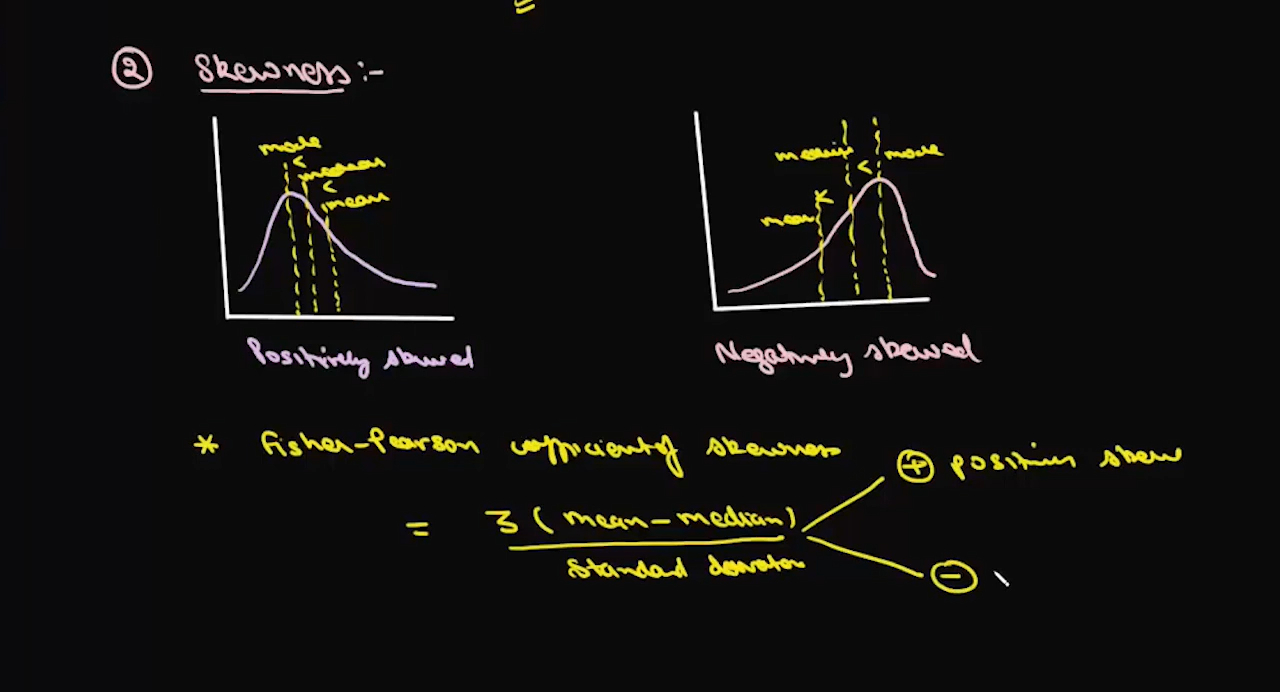 ② Skewness :-
mode
<
median
<
mean
median < mode
<
mean
Positively skewed
Negatively skewed
* Fisher-Pearson coefficient of skewness
= 3 (mean - median)
standard deviation
⊕ positive skew
⊖